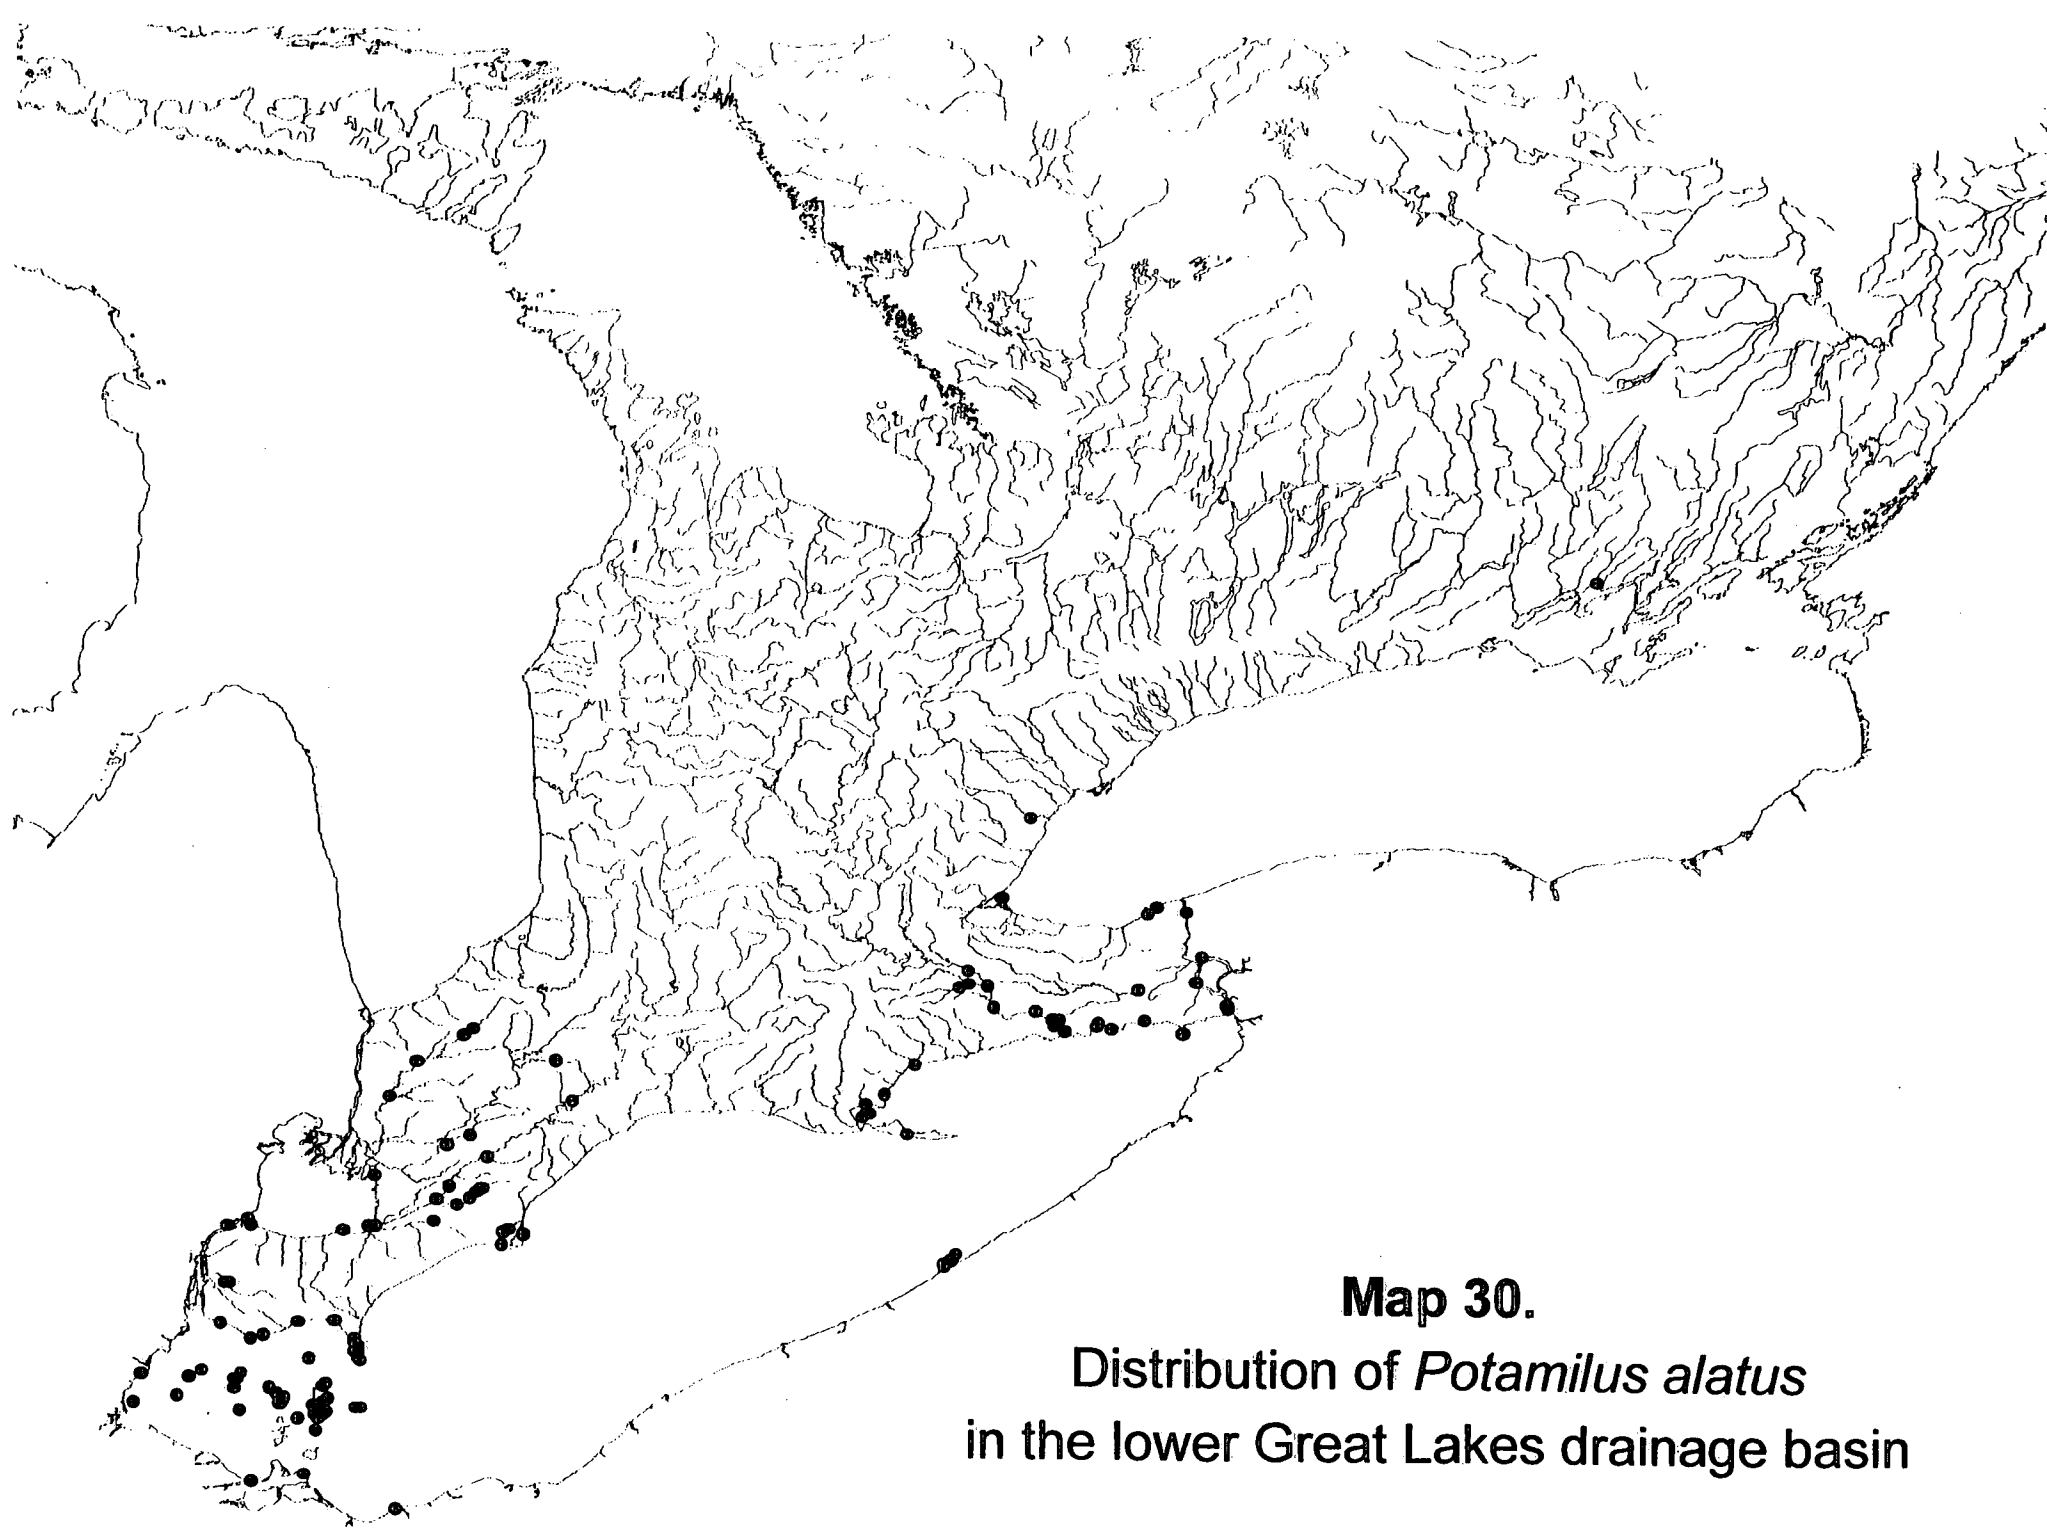 Map 30.
Distribution of Potamilus alatus
in the lower Great Lakes drainage basin